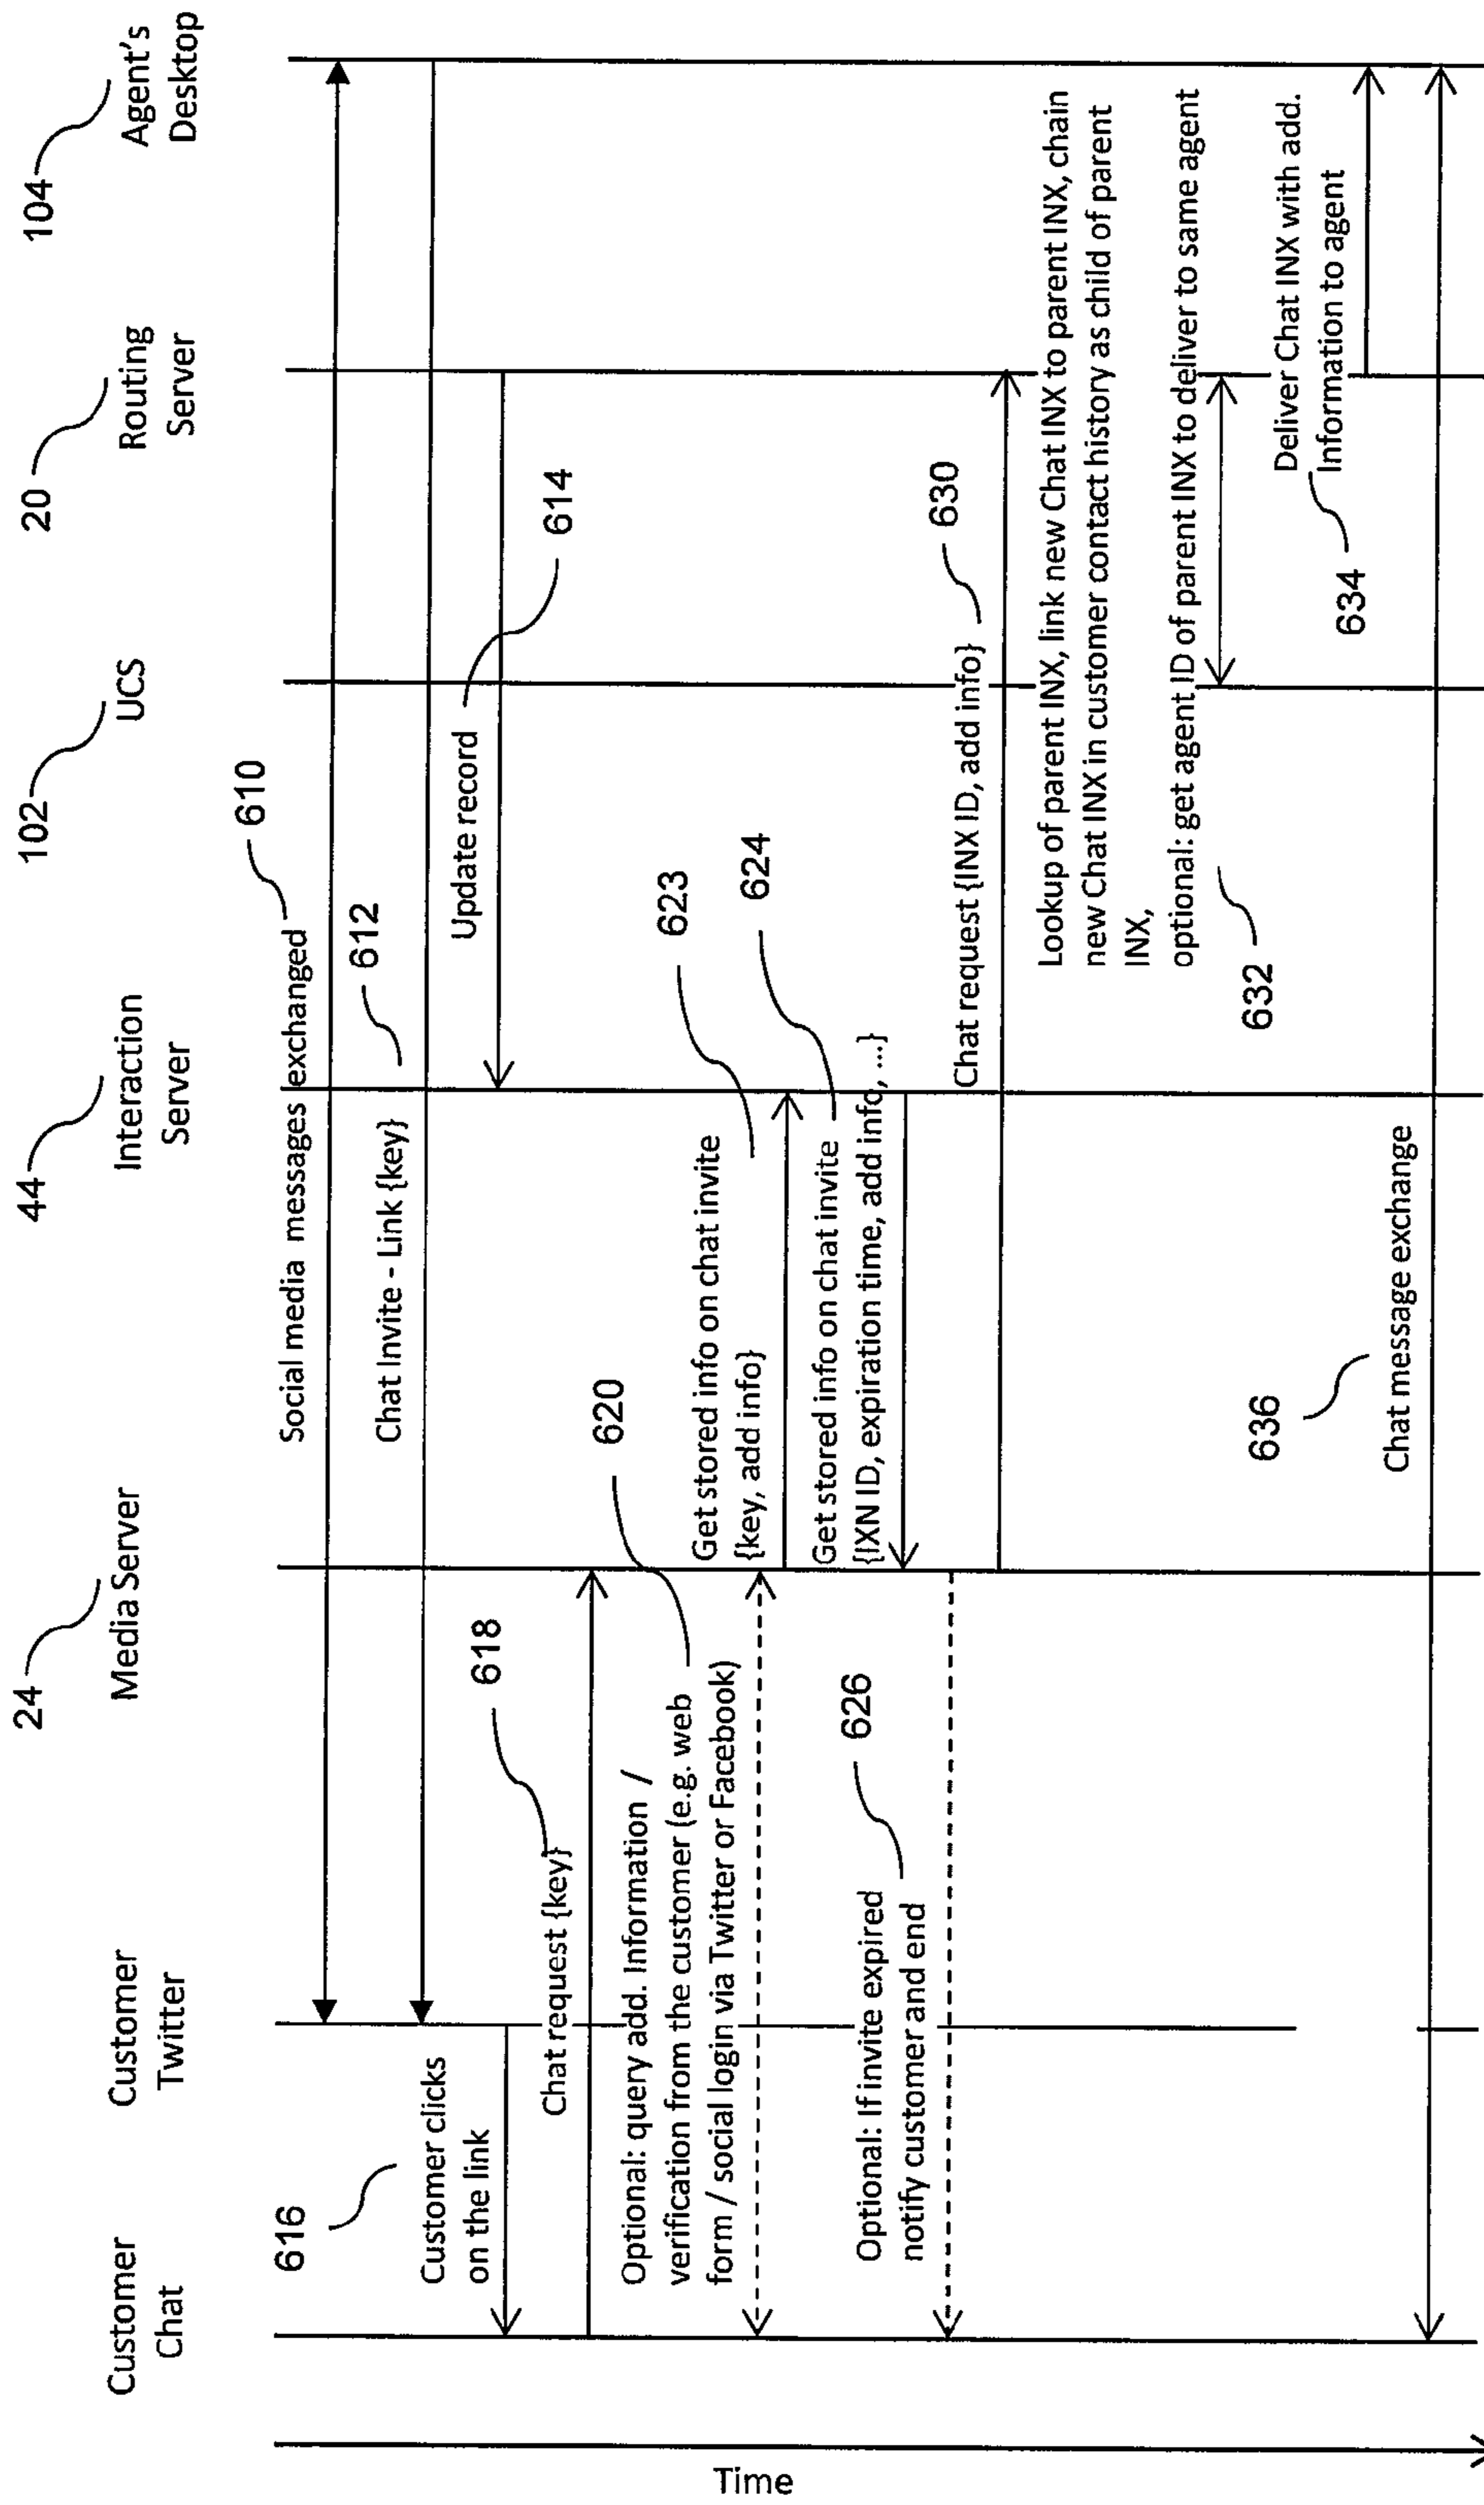 Time
Customer
Chat
Customer
Twitter
24
Media Server
44
Interaction
Server
102
UCS
20
Routing
Server
104
Agent's
Desktop
610
Social media messages exchanged
612
Chat Invite - Link {key}
614
Update record
616
Customer clicks
on the link
618
Chat request {key}
620
Optional: query add. Information /
verification from the customer (e.g. web
form / social login via Twitter or Facebook)
623
Get stored info on chat invite
{key, add info}
624
Get stored info on chat invite
{IXN ID, expiration time, add info, ...}
626
Optional: If invite expired
notify customer and end
630
Chat request {INX ID, add info}
Lookup of parent INX, link new Chat INX to parent INX, chain
new Chat INX in customer contact history as child of parent
INX,
optional: get agent ID of parent INX to deliver to same agent
632
Deliver Chat INX with add.
Information to agent
634
636
Chat message exchange